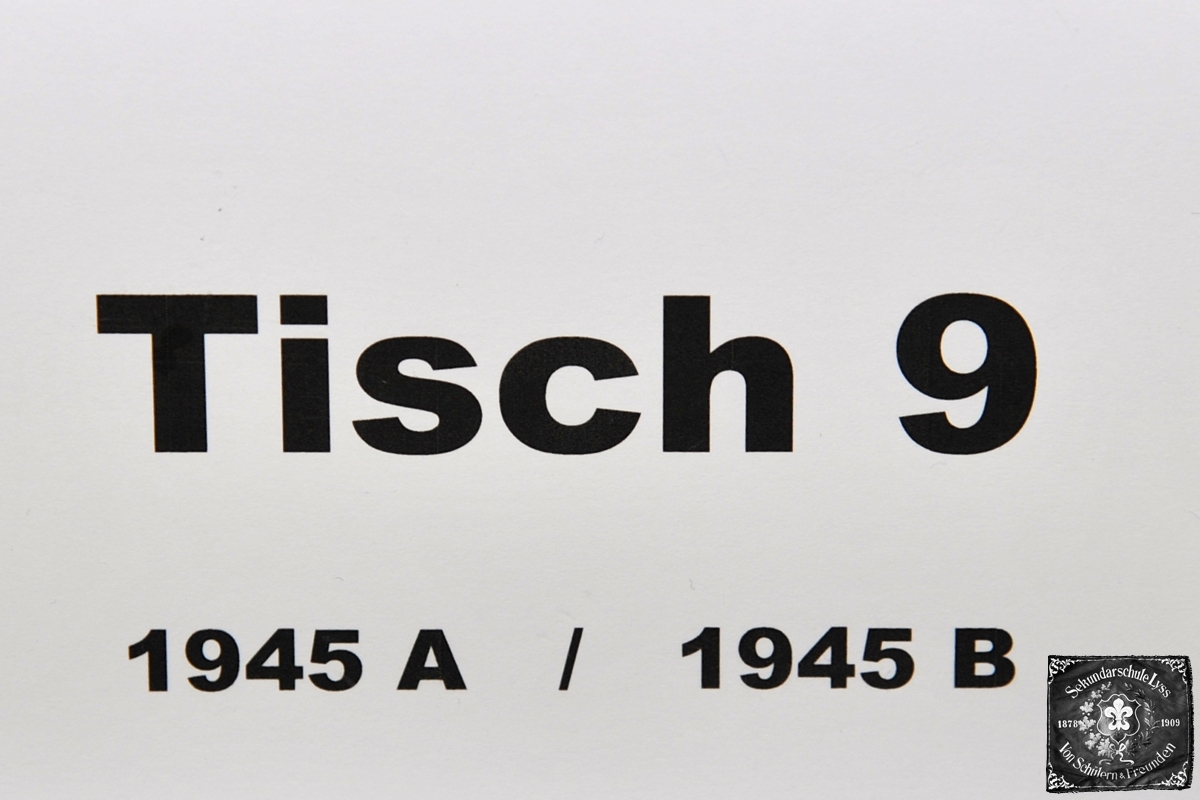 Tisch 9
1945 A / 1945 B
Sekundarschule Lyss
1878 1909
Von Schülern & Freunden